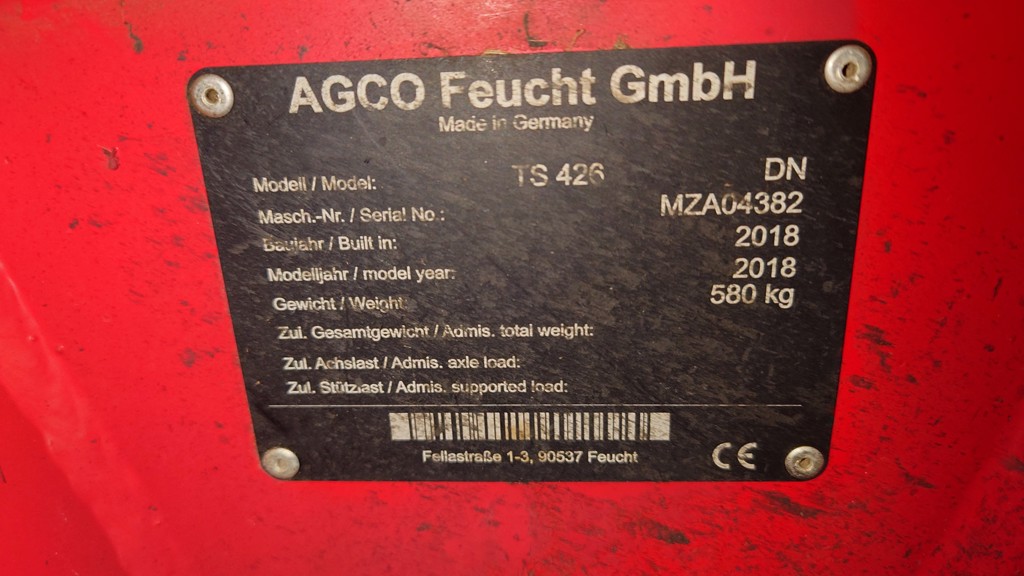 AGCO Feucht GmbH
Made in Germany
Modell / Model: TS 426 DN
Masch.-Nr. / Serial No.: MZA04382
Baujahr / Built in: 2018
Modelljahr / model year: 2018
Gewicht / Weight: 580 kg
Zul. Gesamtgewicht / Admis. total weight:
Zul. Achslast / Admis. axle load:
Zul. Stützlast / Admis. supported load:
Fellastraße 1-3, 90537 Feucht CE